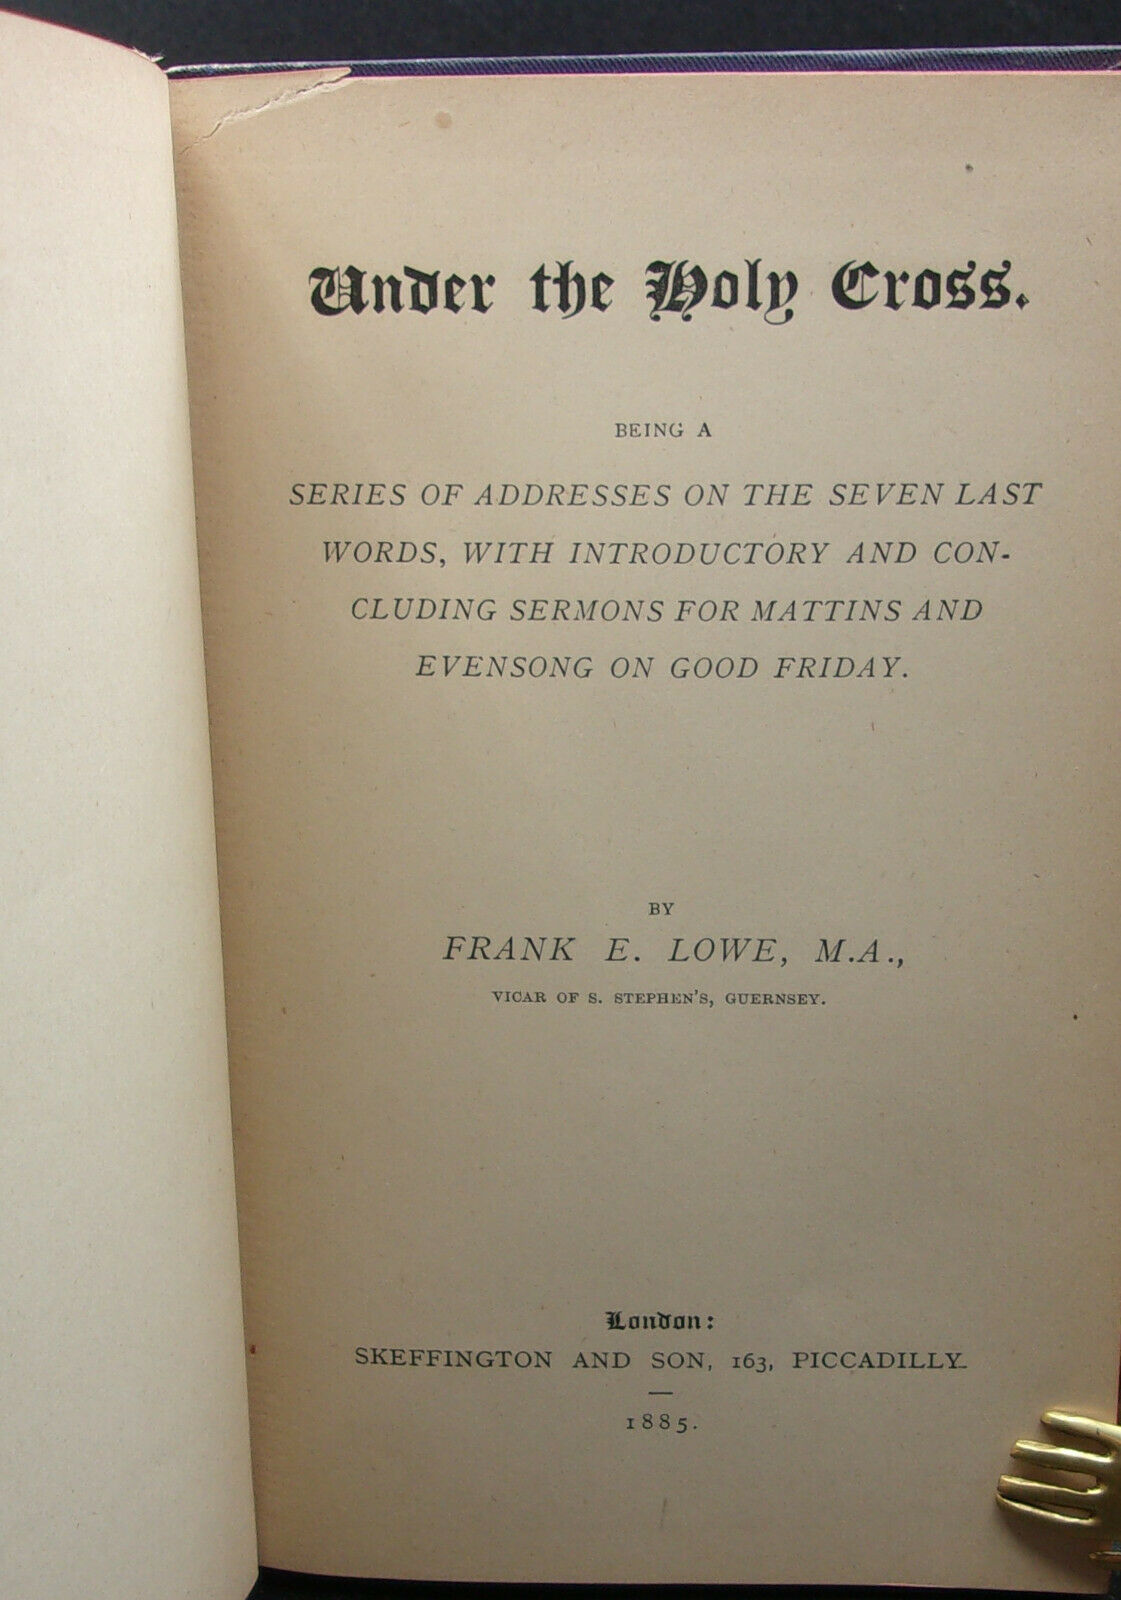 Under the Holy Cross.
BEING A
SERIES OF ADDRESSES ON THE SEVEN LAST
WORDS, WITH INTRODUCTORY AND CON-
CLUDING SERMONS FOR MATTINS AND
EVENSONG ON GOOD FRIDAY.
BY
FRANK E. LOWE, M.A.,
VICAR OF S. STEPHEN'S, GUERNSEY.
London:
SKEFFINGTON AND SON, 163, PICCADILLY.
1885.